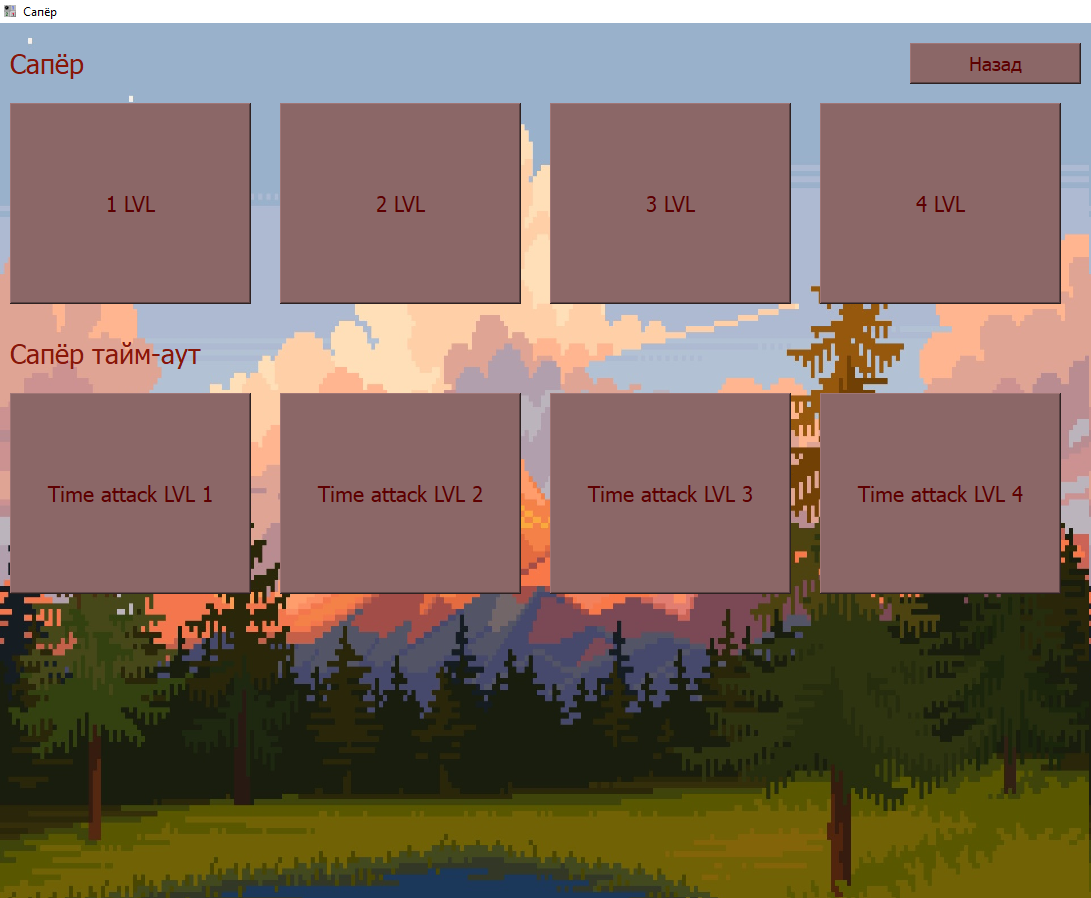 Сапёр
Сапёр
Назад
1 LVL
2 LVL
3 LVL
4 LVL
Сапёр тайм-аут
Time attack LVL 1
Time attack LVL 2
Time attack LVL 3
Time attack LVL 4